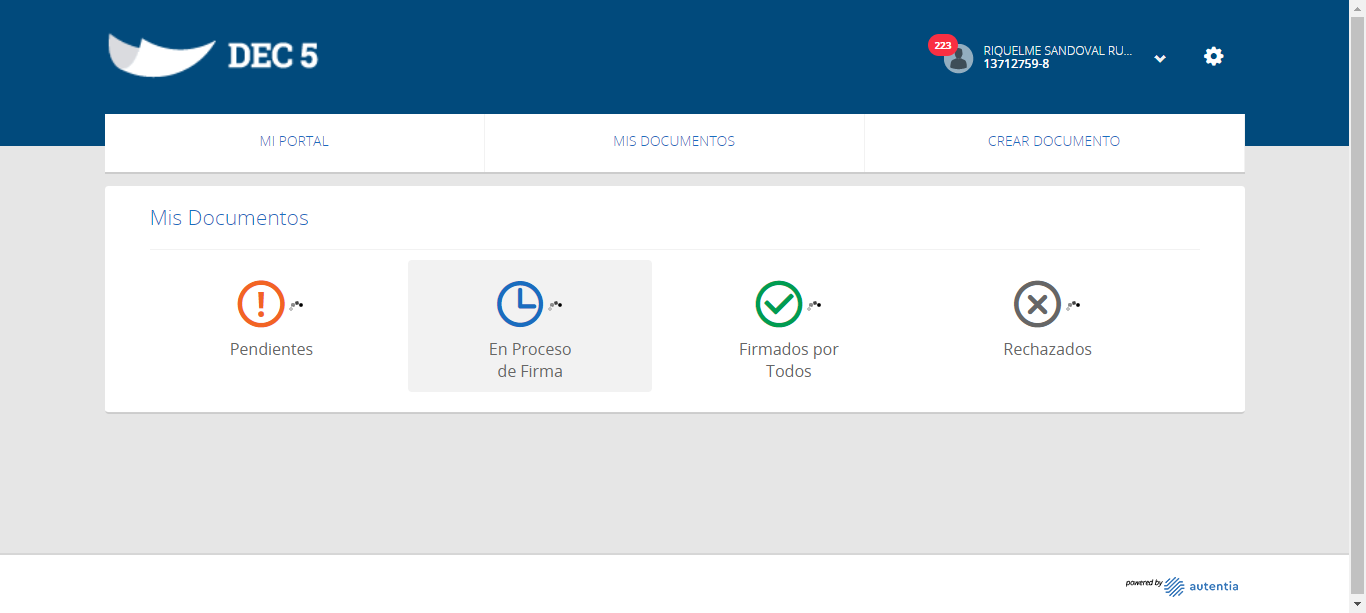 DEC 5
223
RIQUELME SANDOVAL RU...
13712759-8
MI PORTAL
MIS DOCUMENTOS
CREAR DOCUMENTO
Mis Documentos
Pendientes
En Proceso
de Firma
Firmados por
Todos
Rechazados
powered by
autentia